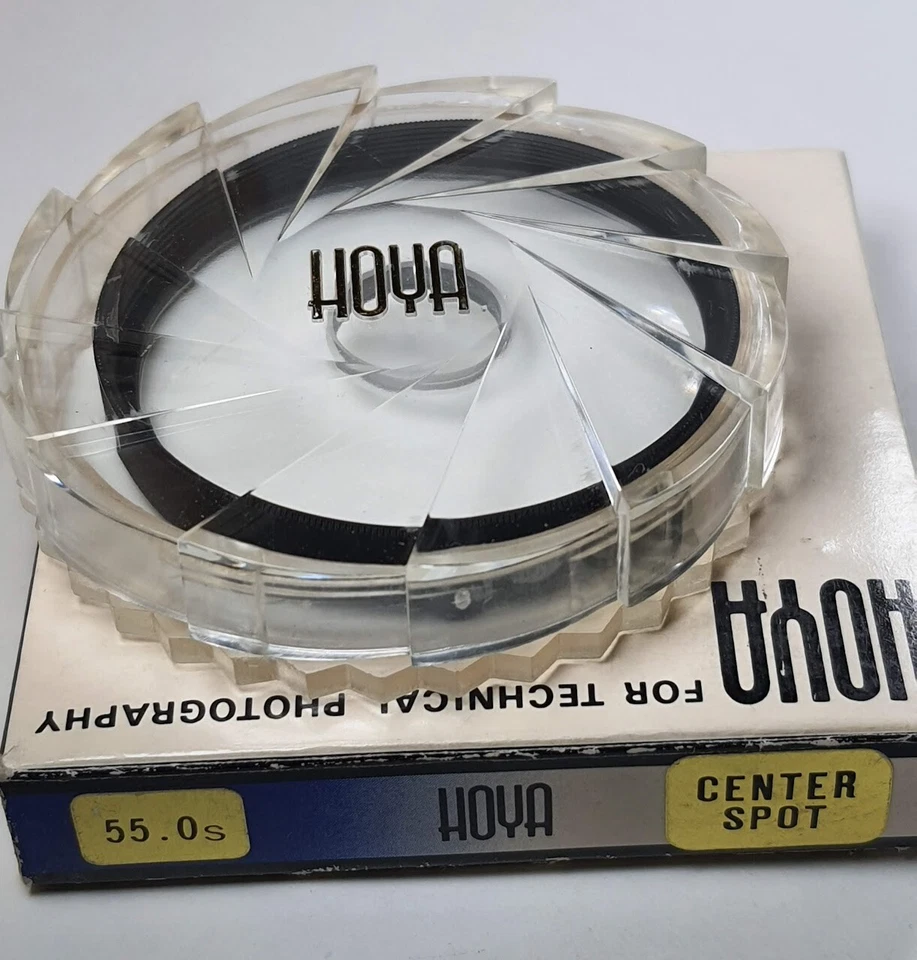 HOYA
HOYA
FOR TECHNICAL PHOTOGRAPHY
55.0s
HOYA
CENTER
SPOT